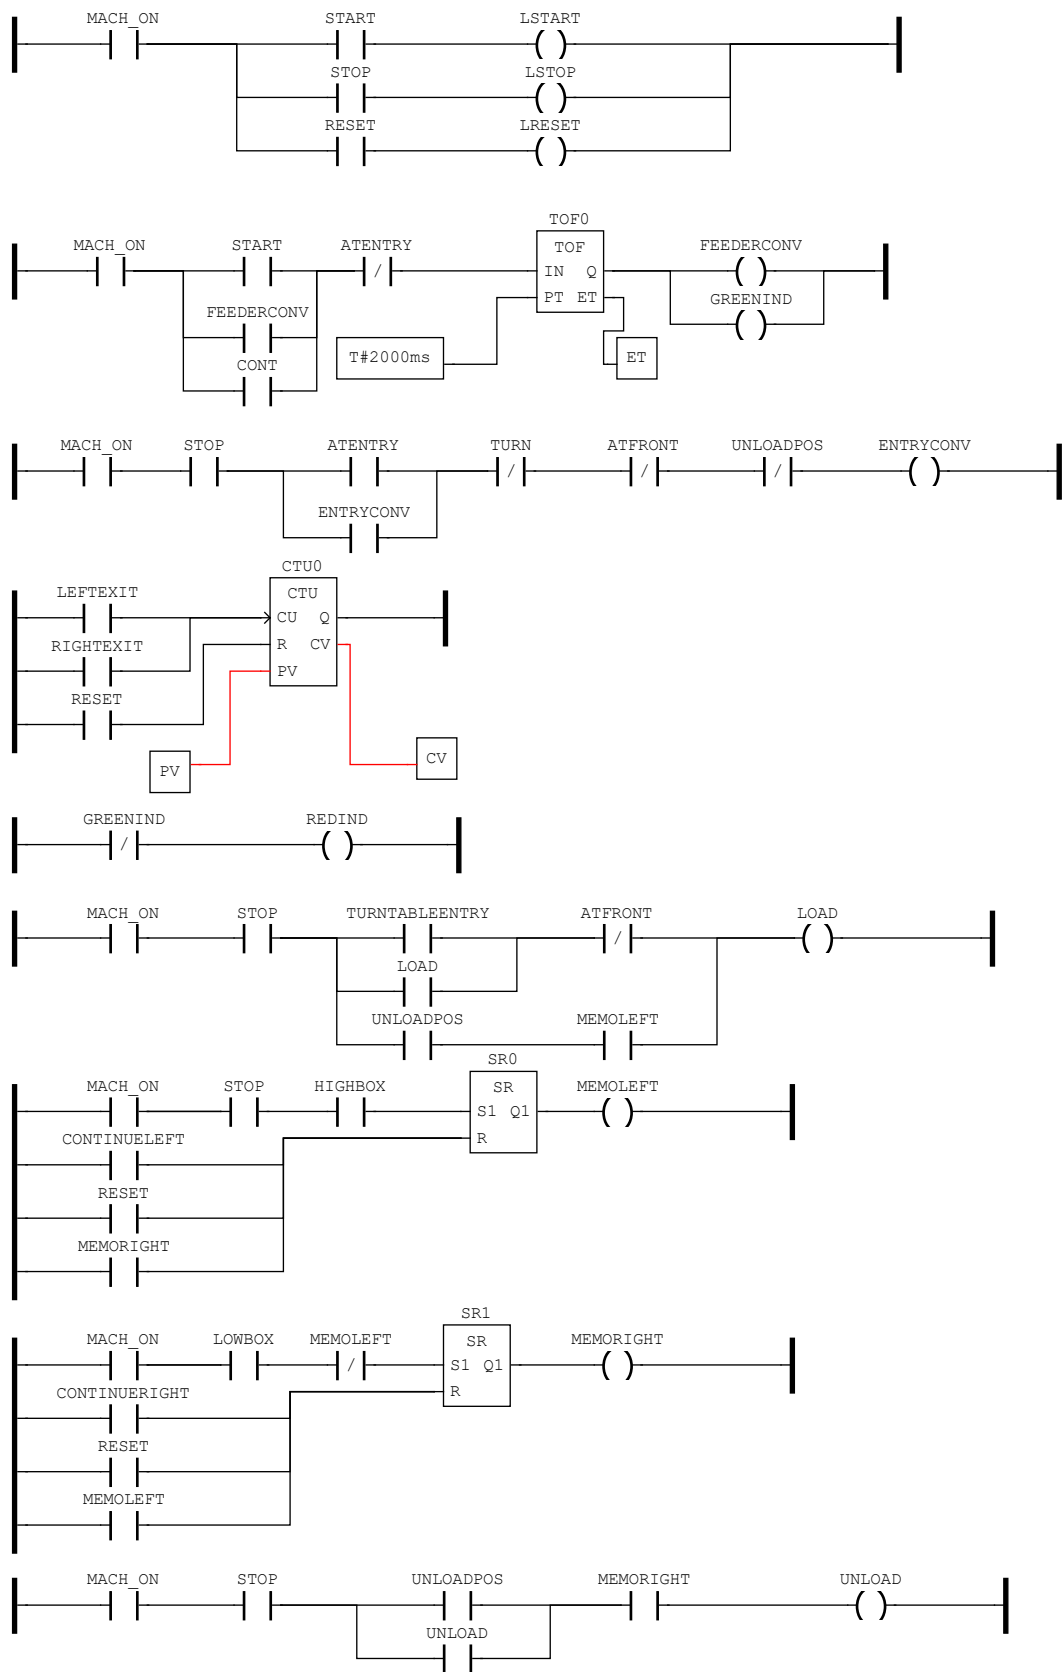 MACH_ON START LSTART
STOP LSTOP
RESET LRESET
TOF0
MACH_ON START ATENTRY TOF FEEDERCONV
/ IN Q
FEEDERCONV PT ET GREENIND
CONT T#2000ms ET
MACH_ON STOP ATENTRY TURN ATFRONT UNLOADPOS ENTRYCONV
/ / /
ENTRYCONV
CTU0
LEFTEXIT CTU
CU Q
RIGHTEXIT R CV
PV
RESET
PV CV
GREENIND REDIND
/
MACH_ON STOP TURNTABLEENTRY ATFRONT LOAD
/
LOAD
UNLOADPOS MEMOLEFT
SR0
MACH_ON STOP HIGHBOX SR MEMOLEFT
S1 Q1
CONTINUELEFT R
RESET
MEMORIGHT
SR1
MACH_ON LOWBOX MEMOLEFT SR MEMORIGHT
/ S1 Q1
CONTINUERIGHT R
RESET
MEMOLEFT
MACH_ON STOP UNLOADPOS MEMORIGHT UNLOAD
UNLOAD